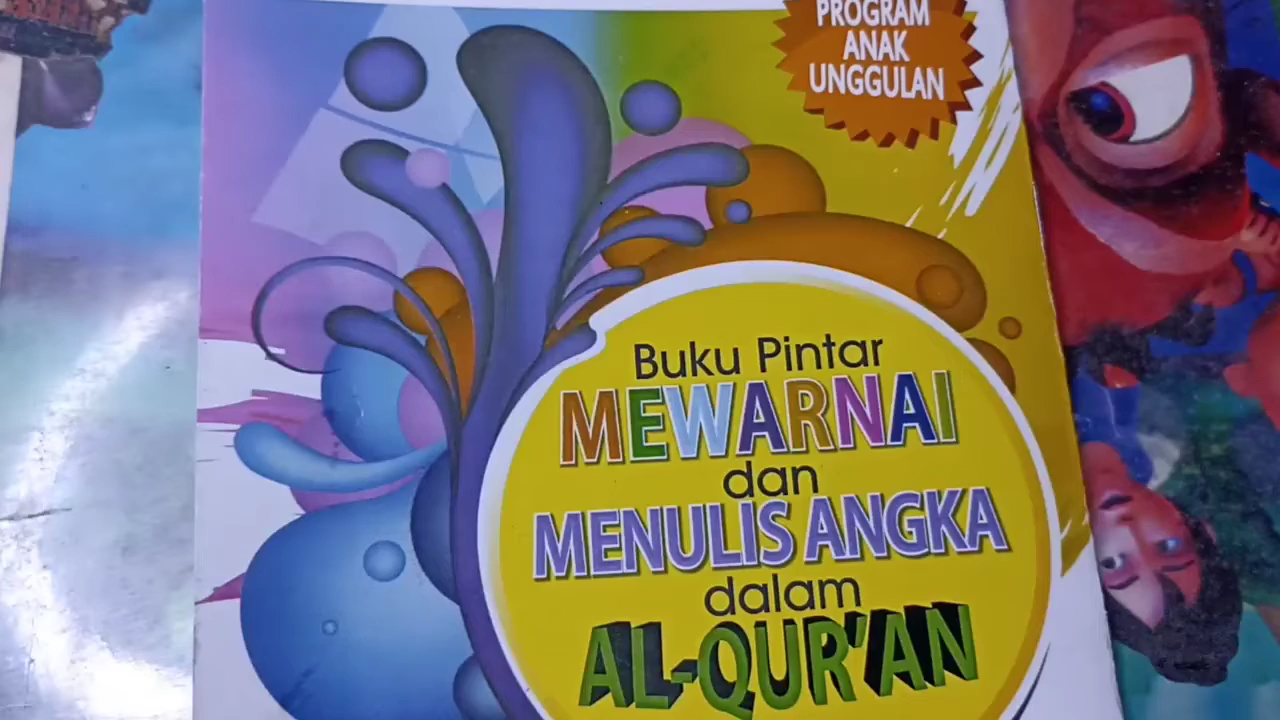 PROGRAM
ANAK
UNGGULAN
Buku Pintar
MEWARNAI
dan
MENULIS ANGKA
dalam
AL-QUR'AN